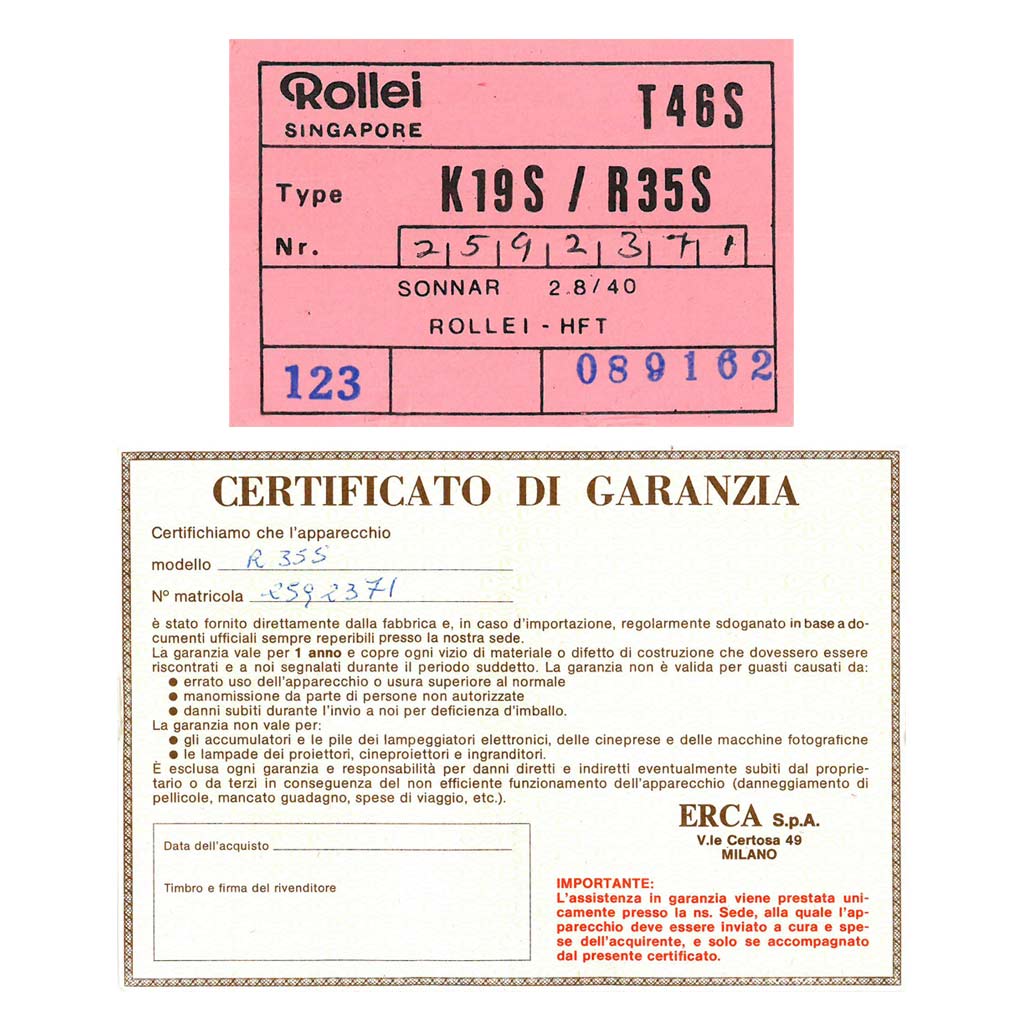 Rollei
SINGAPORE
T46S
Type K19S / R35S
Nr. 2592371
SONNAR 2.8/40
ROLLEI - HFT
123 089162
CERTIFICATO DI GARANZIA
Certifichiamo che l'apparecchio
modello R 35S
Nº matricola 2592371
è stato fornito direttamente dalla fabbrica e, in caso d'importazione, regolarmente sdoganato in base a do-
cumenti ufficiali sempre reperibili presso la nostra sede.
La garanzia vale per 1 anno e copre ogni vizio di materiale o difetto di costruzione che dovessero essere
riscontrati e a noi segnalati durante il periodo suddetto. La garanzia non è valida per guasti causati da:
● errato uso dell'apparecchio o usura superiore al normale
● manomissione da parte di persone non autorizzate
● danni subiti durante l'invio a noi per deficienza d'imballo.
La garanzia non vale per:
● gli accumulatori e le pile dei lampeggiatori elettronici, delle cineprese e delle macchine fotografiche
● le lampade dei proiettori, cineproiettori e ingranditori.
È esclusa ogni garanzia e responsabilità per danni diretti e indiretti eventualmente subiti dal proprie-
tario o da terzi in conseguenza del non efficiente funzionamento dell'apparecchio (danneggiamento di
pellicole, mancato guadagno, spese di viaggio, etc.).
ERCA S.p.A.
V.le Certosa 49
MILANO
Data dell'acquisto
Timbro e firma del rivenditore
IMPORTANTE:
L'assistenza in garanzia viene prestata uni-
camente presso la ns. Sede, alla quale l'ap-
parecchio deve essere inviato a cura e spe-
se dell'acquirente, e solo se accompagnato
dal presente certificato.